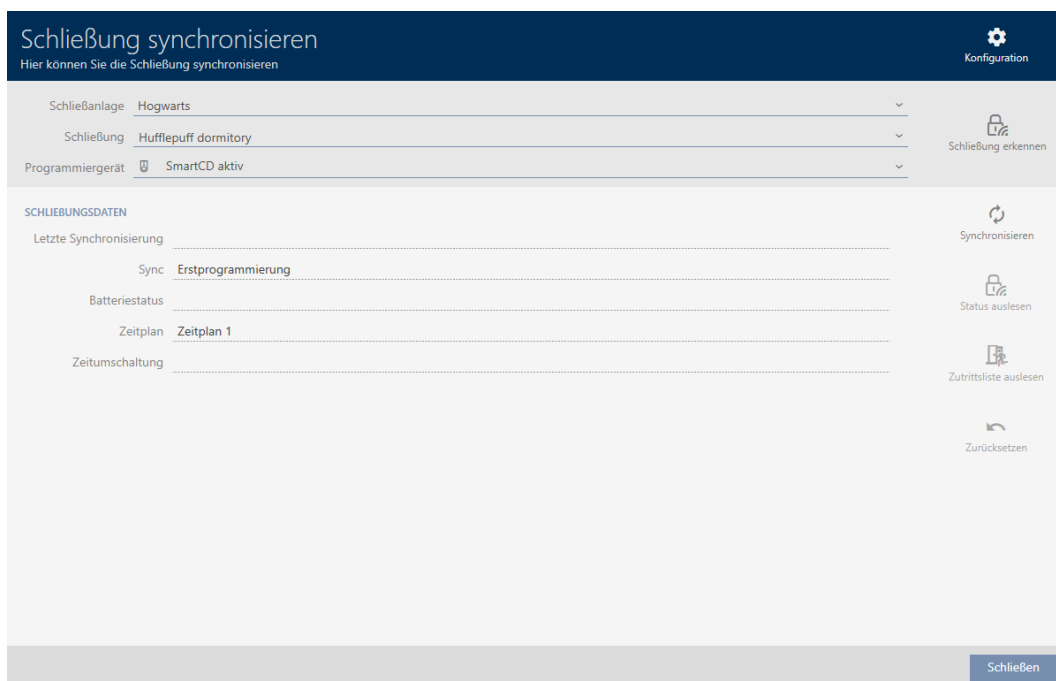 Schließung synchronisieren
Hier können Sie die Schließung synchronisieren
Konfiguration
Schließanlage Hogwarts
Schließung Hufflepuff dormitory
Programmiergerät SmartCD aktiv
Schließung erkennen
SCHLIEẞUNGSDATEN
Letzte Synchronisierung
Sync Erstprogrammierung
Batteriestatus
Zeitplan Zeitplan 1
Zeitumschaltung
Synchronisieren
Status auslesen
Zutrittsliste auslesen
Zurücksetzen
Schließen